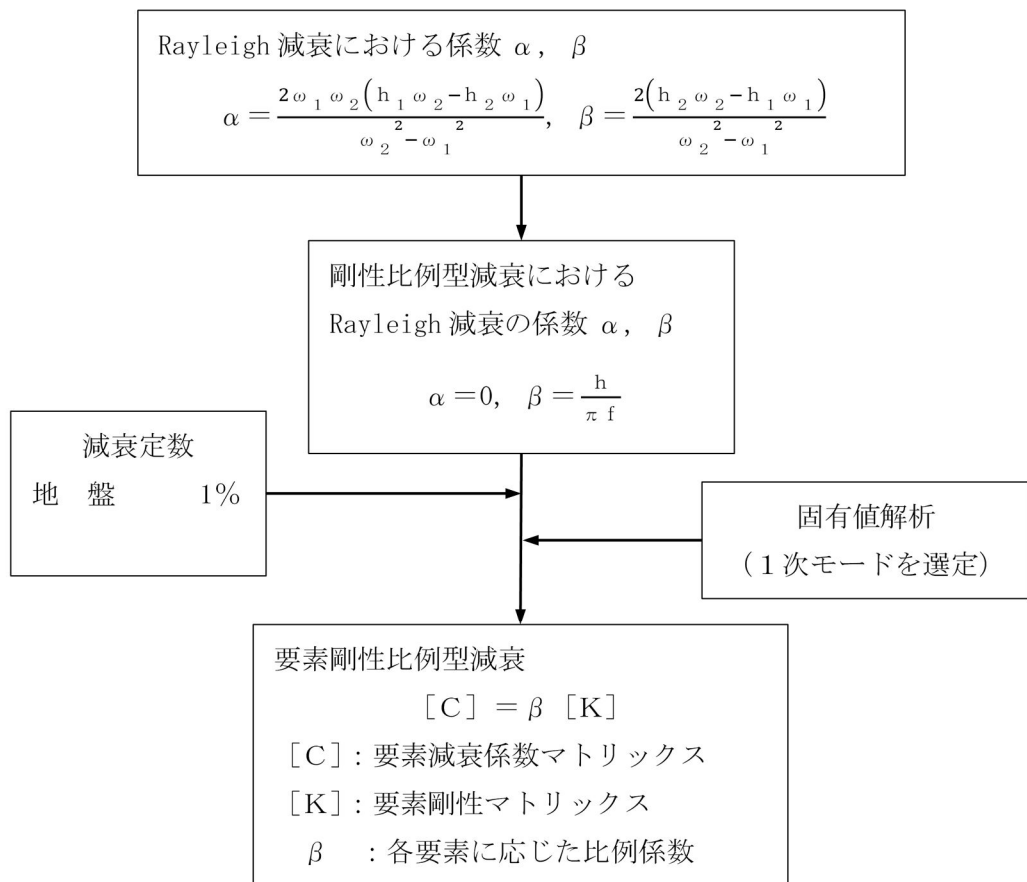 Rayleigh 減衰における係数 α, β
α＝2ω₁ω₂(h₁ω₂−h₂ω₁)/(ω₂²−ω₁²), β＝2(h₂ω₂−h₁ω₁)/(ω₂²−ω₁²)
剛性比例型減衰における
Rayleigh 減衰の係数 α, β
α＝0, β＝h/(πf)
減衰定数
地　盤　　　1%
固有値解析
(１次モードを選定)
要素剛性比例型減衰
［C］＝β［K］
［C］：要素減衰係数マトリックス
［K］：要素剛性マトリックス
β　：各要素に応じた比例係数